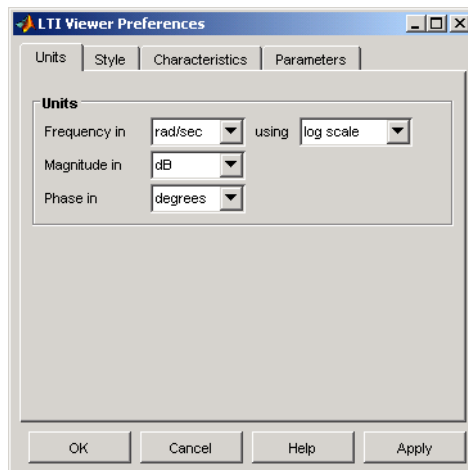 LTI Viewer Preferences
Units Style Characteristics Parameters
Units
Frequency in rad/sec using log scale
Magnitude in dB
Phase in degrees
OK Cancel Help Apply